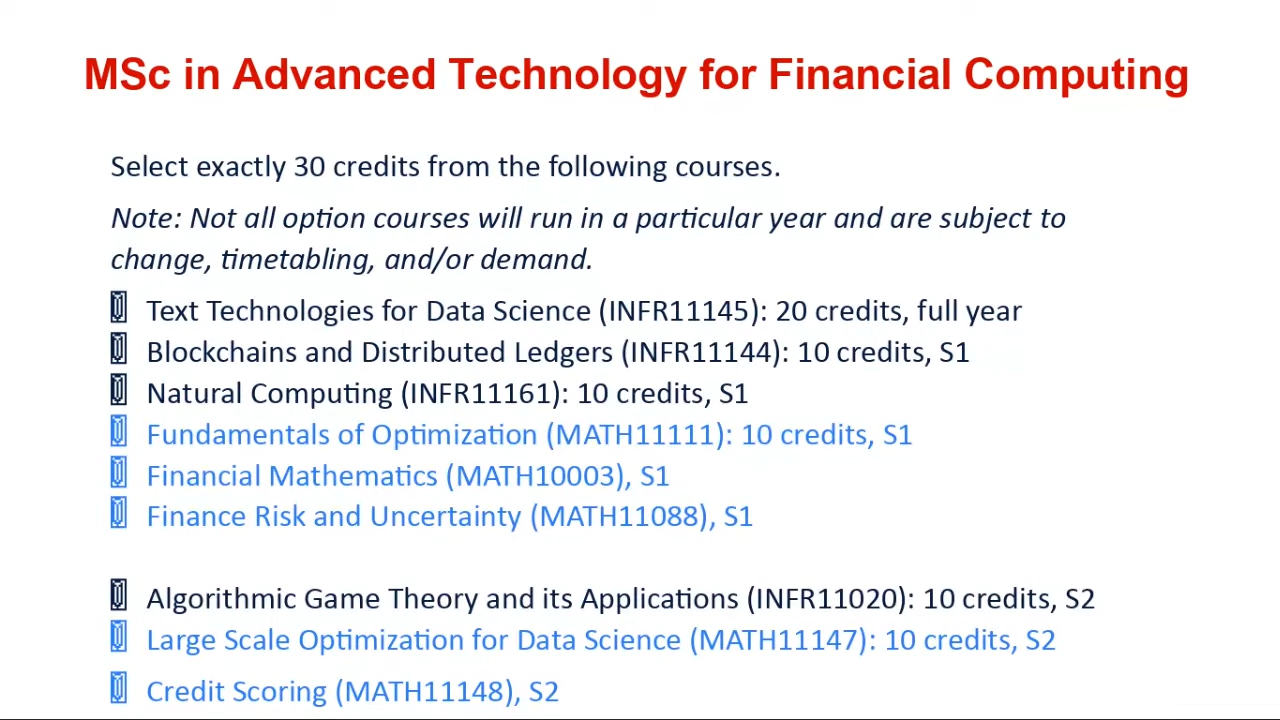 MSc in Advanced Technology for Financial Computing
Select exactly 30 credits from the following courses.
Note: Not all option courses will run in a particular year and are subject to
change, timetabling, and/or demand.
Text Technologies for Data Science (INFR11145): 20 credits, full year
Blockchains and Distributed Ledgers (INFR11144): 10 credits, S1
Natural Computing (INFR11161): 10 credits, S1
Fundamentals of Optimization (MATH11111): 10 credits, S1
Financial Mathematics (MATH10003), S1
Finance Risk and Uncertainty (MATH11088), S1
Algorithmic Game Theory and its Applications (INFR11020): 10 credits, S2
Large Scale Optimization for Data Science (MATH11147): 10 credits, S2
Credit Scoring (MATH11148), S2